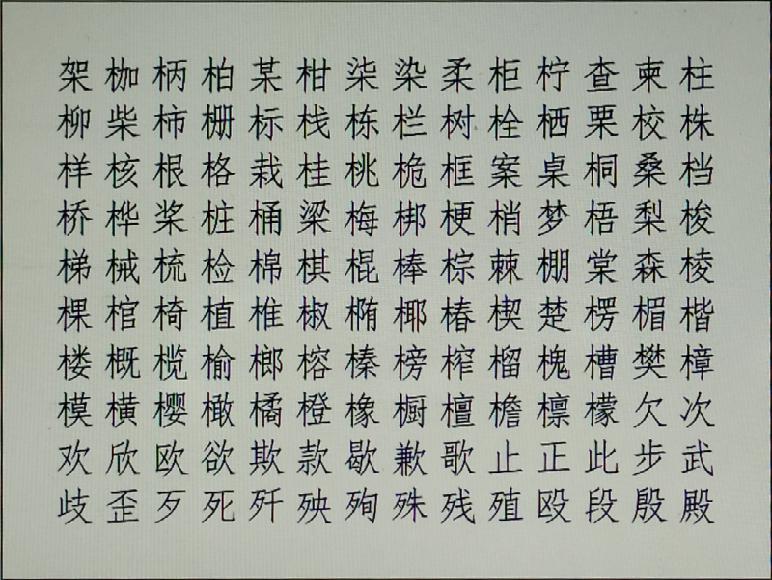 架枷柄柏某柑柒染柔柜柠查柬柱
柳柴柿栅标栈栋栏树栓栖栗校株
样核根格栽桂桃桅框案桌桐桑档
桥桦桨桩桶梁梅梆梗梢梦梧梨梭
梯械梳检棉棋棍棒棕棘棚棠森棱
棵棺椅植椎椒椭椰椿楔楚楞楣楷
楼概榄榆榔榕榛榜榨榴槐槽樊樟
模横樱橄橘橙橡橱檀檐檩檬欠次
欢欣欧欲欺款歇歉歌止正此步武
歧歪歹死歼殃殉殊残殖殴段殷殿